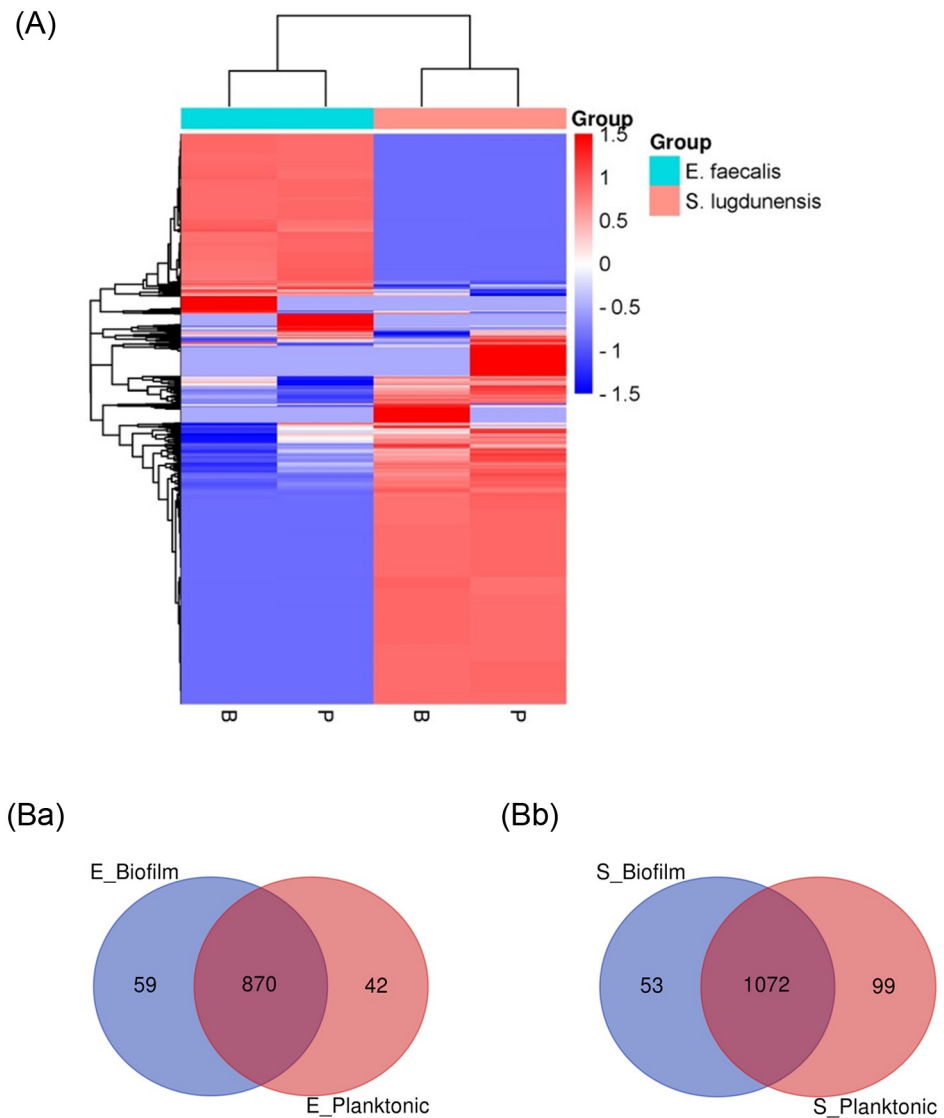 (A)
Group
1.5
1
0.5
0
- 0.5
- 1
- 1.5
Group
E. faecalis
S. lugdunensis
B
P
B
P
(Ba)
E_Biofilm
59
870
42
E_Planktonic
(Bb)
S_Biofilm
53
1072
99
S_Planktonic